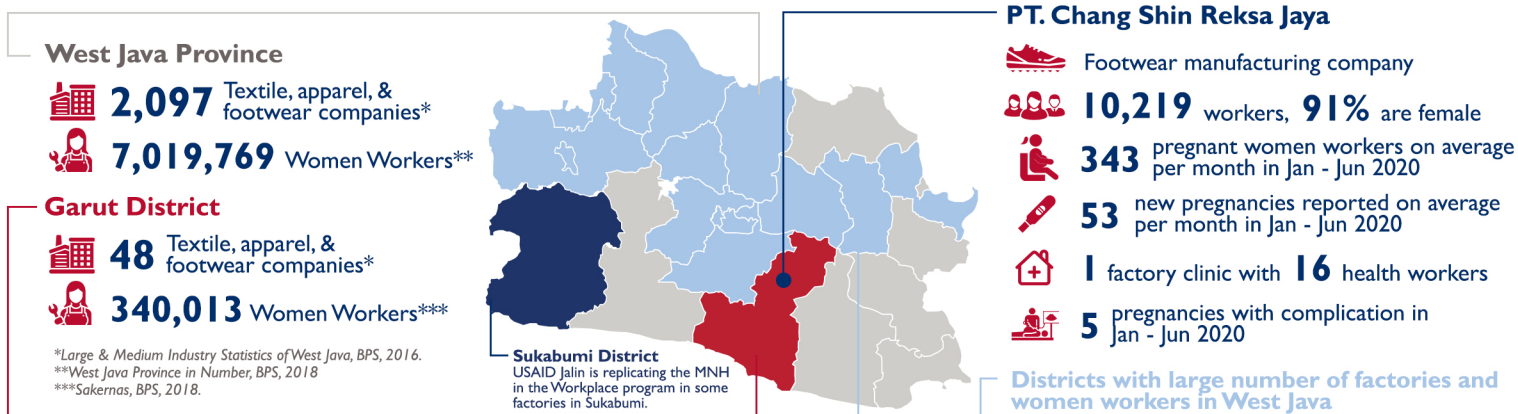 West Java Province
2,097 Textile, apparel, &
footwear companies*
7,019,769 Women Workers**
Garut District
48 Textile, apparel, &
footwear companies*
340,013 Women Workers***
*Large & Medium Industry Statistics of West Java, BPS, 2016.
**West Java Province in Number, BPS, 2018
***Sakernas, BPS, 2018.
Sukabumi District
USAID Jalin is replicating the MNH
in the Workplace program in some
factories in Sukabumi.
PT. Chang Shin Reksa Jaya
Footwear manufacturing company
10,219 workers, 91% are female
343 pregnant women workers on average
per month in Jan - Jun 2020
53 new pregnancies reported on average
per month in Jan - Jun 2020
1 factory clinic with 16 health workers
5 pregnancies with complication in
Jan - Jun 2020
Districts with large number of factories and
women workers in West Java